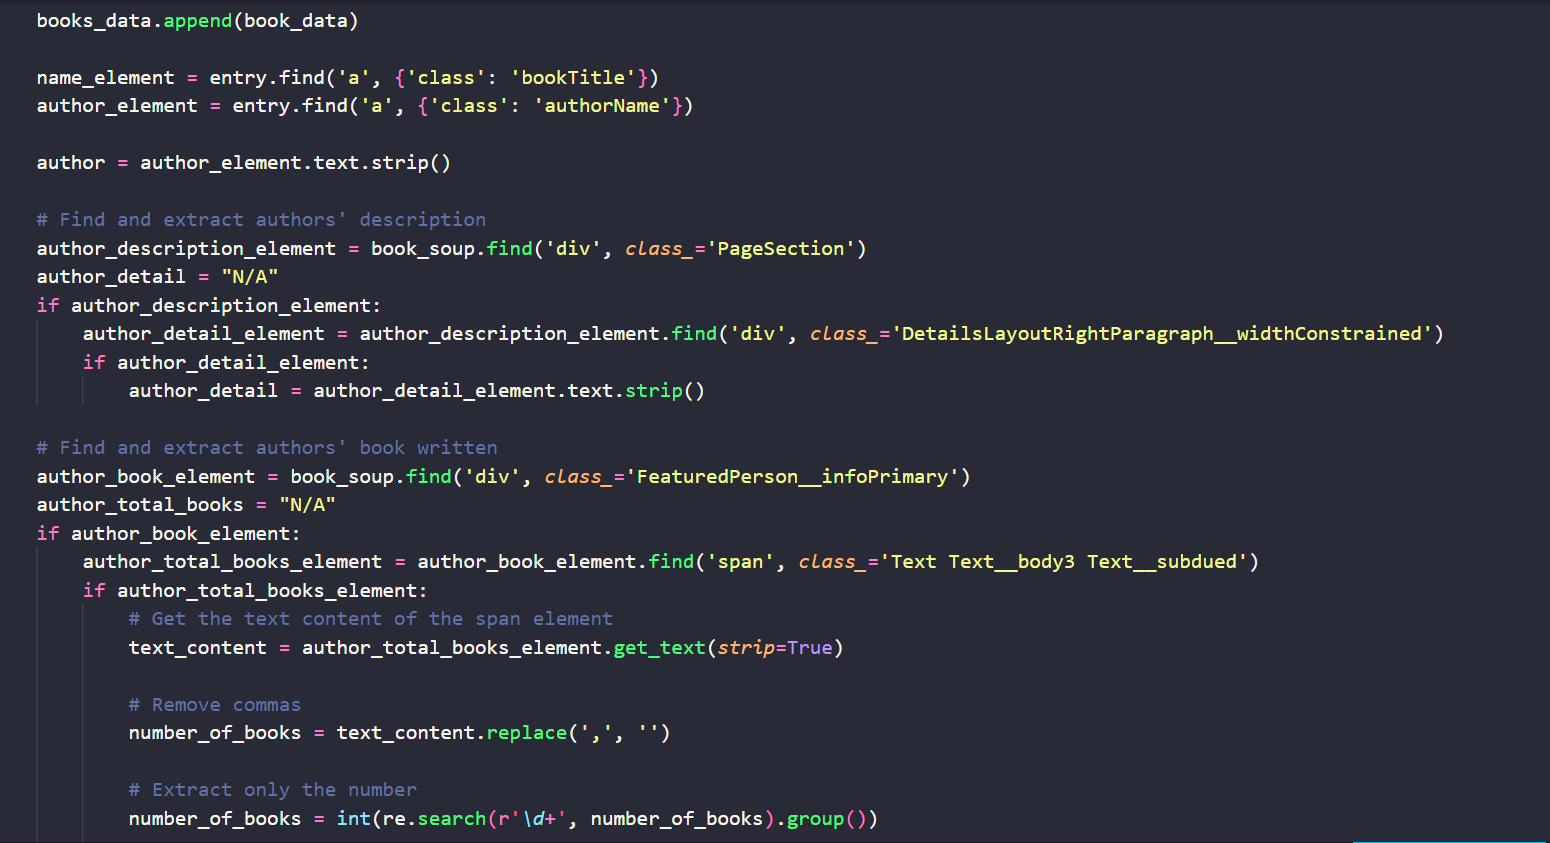 books_data.append(book_data)
name_element = entry.find('a', {'class': 'bookTitle'})
author_element = entry.find('a', {'class': 'authorName'})
author = author_element.text.strip()
# Find and extract authors' description
author_description_element = book_soup.find('div', class_='PageSection')
author_detail = "N/A"
if author_description_element:
    author_detail_element = author_description_element.find('div', class_='DetailsLayoutRightParagraph__widthConstrained')
    if author_detail_element:
        author_detail = author_detail_element.text.strip()
# Find and extract authors' book written
author_book_element = book_soup.find('div', class_='FeaturedPerson__infoPrimary')
author_total_books = "N/A"
if author_book_element:
    author_total_books_element = author_book_element.find('span', class_='Text Text__body3 Text__subdued')
    if author_total_books_element:
        # Get the text content of the span element
        text_content = author_total_books_element.get_text(strip=True)
        # Remove commas
        number_of_books = text_content.replace(',', '')
        # Extract only the number
        number_of_books = int(re.search(r'\d+', number_of_books).group())